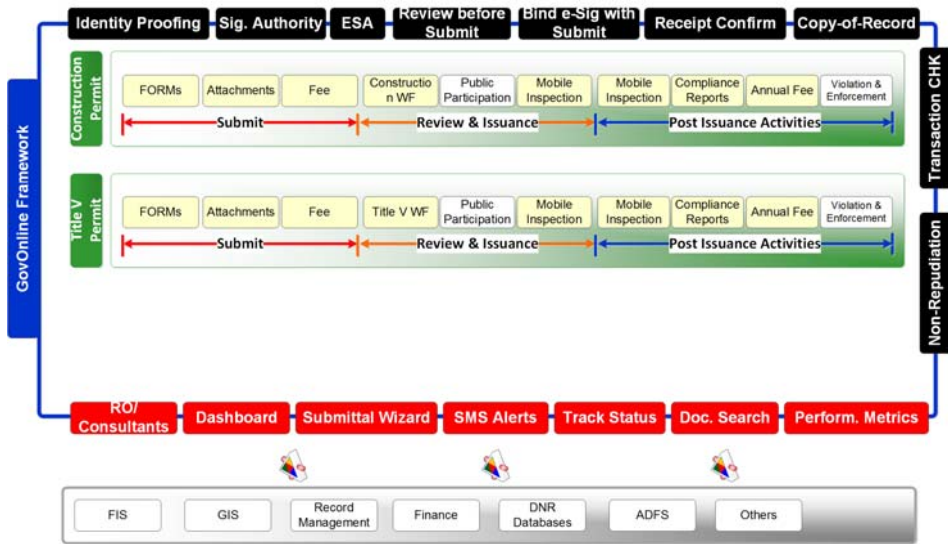 Identity Proofing
Sig. Authority
ESA
Review before
Submit
Bind e-Sig with
Submit
Receipt Confirm
Copy-of-Record
GovOnline Framework
Transaction CHK
Non-Repudiation
Construction
Permit
FORMs
Attachments
Fee
Constructio
n WF
Public
Participation
Mobile
Inspection
Mobile
Inspection
Compliance
Reports
Annual Fee
Violation &
Enforcement
Submit
Review & Issuance
Post Issuance Activities
Title V
Permit
FORMs
Attachments
Fee
Title V WF
Public
Participation
Mobile
Inspection
Mobile
Inspection
Compliance
Reports
Annual Fee
Violation &
Enforcement
Submit
Review & Issuance
Post Issuance Activities
RO/
Consultants
Dashboard
Submittal Wizard
SMS Alerts
Track Status
Doc. Search
Perform. Metrics
FIS
GIS
Record
Management
Finance
DNR
Databases
ADFS
Others